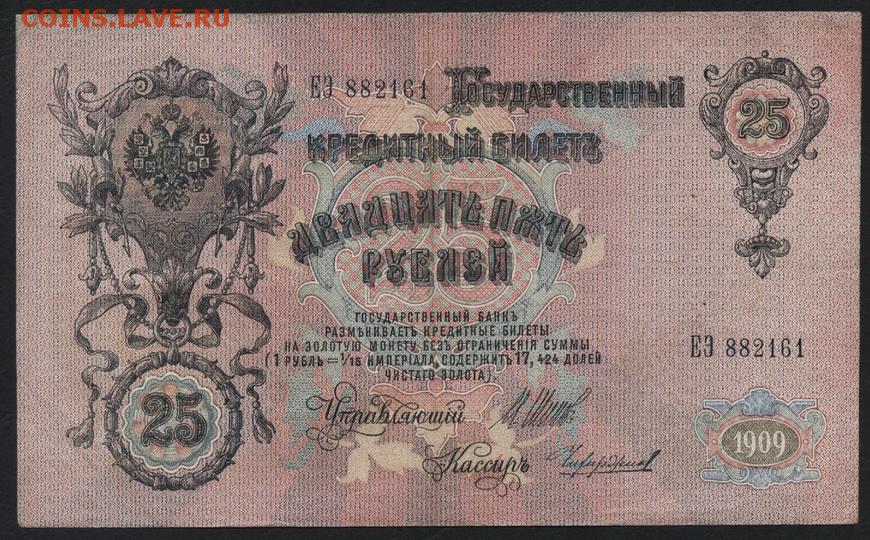 COINS.LAVE.RU
ЕЭ 882161 Государственный
25
кредитный билетъ
двадцать пять
рублей
Государственный банкъ
размѣниваетъ кредитные билеты
на золотую монету безъ ограниченія суммы
(1 рубль = 1/15 имперіала, содержитъ 17,424 долей
чистаго золота).
ЕЭ 882161
25
Управляющій
И. Шипов
1909
Кассиръ